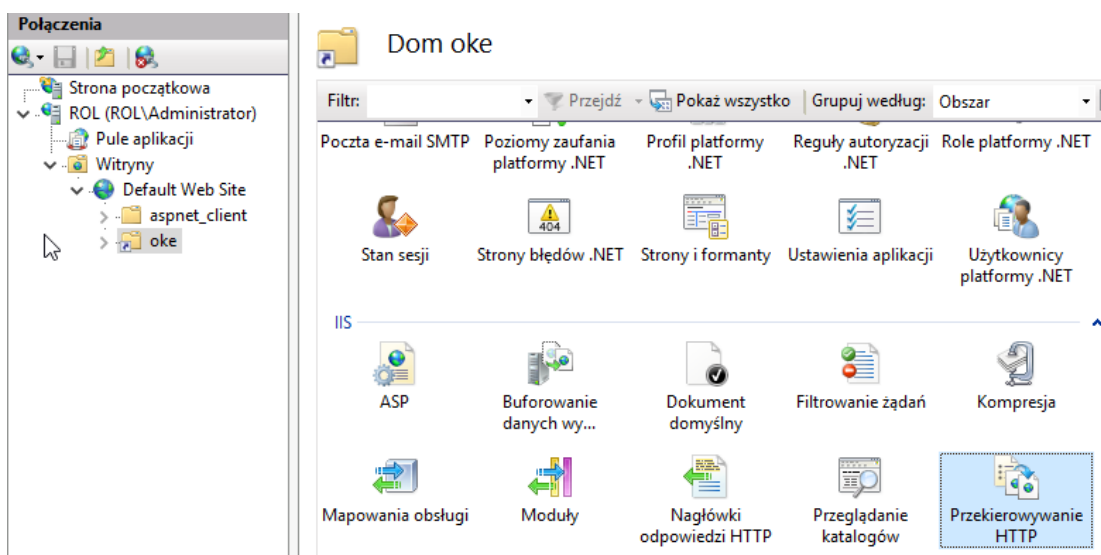 Połączenia
Strona początkowa
ROL (ROL\Administrator)
Pule aplikacji
Witryny
Default Web Site
aspnet_client
oke
Dom oke
Filtr: Przejdź Pokaż wszystko Grupuj według: Obszar
Poczta e-mail SMTP Poziomy zaufania Profil platformy Reguły autoryzacji Role platformy .NET
platformy .NET .NET .NET
404
Stan sesji Strony błędów .NET Strony i formanty Ustawienia aplikacji Użytkownicy
platformy .NET
IIS
ASP Buforowanie Dokument Filtrowanie żądań Kompresja
danych wy... domyślny
Mapowania obsługi Moduły Nagłówki Przeglądanie Przekierowywanie
odpowiedzi HTTP katalogów HTTP